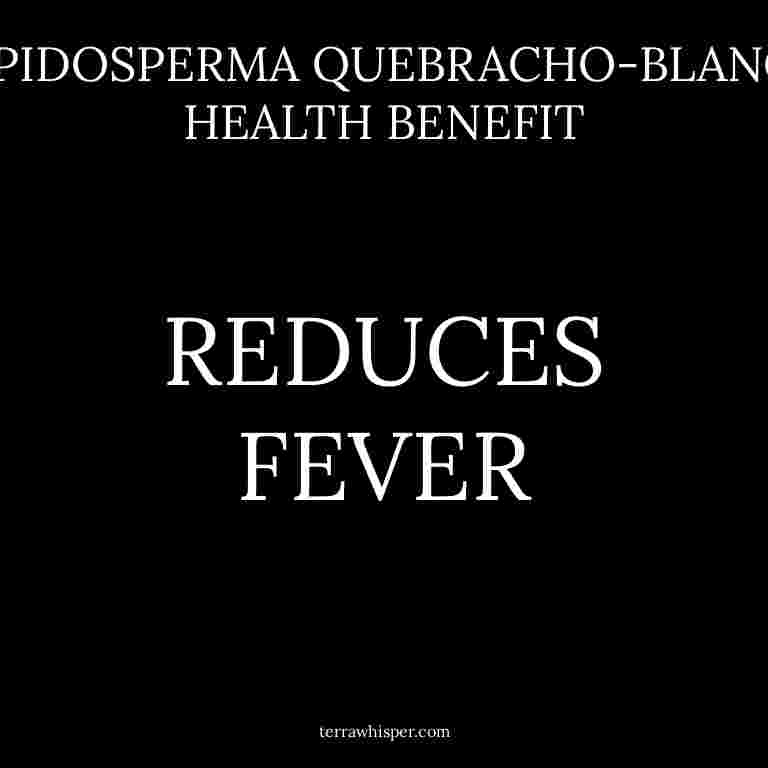 PIDOSPERMA QUEBRACHO-BLANC
HEALTH BENEFIT
REDUCES
FEVER
terrawhisper.com